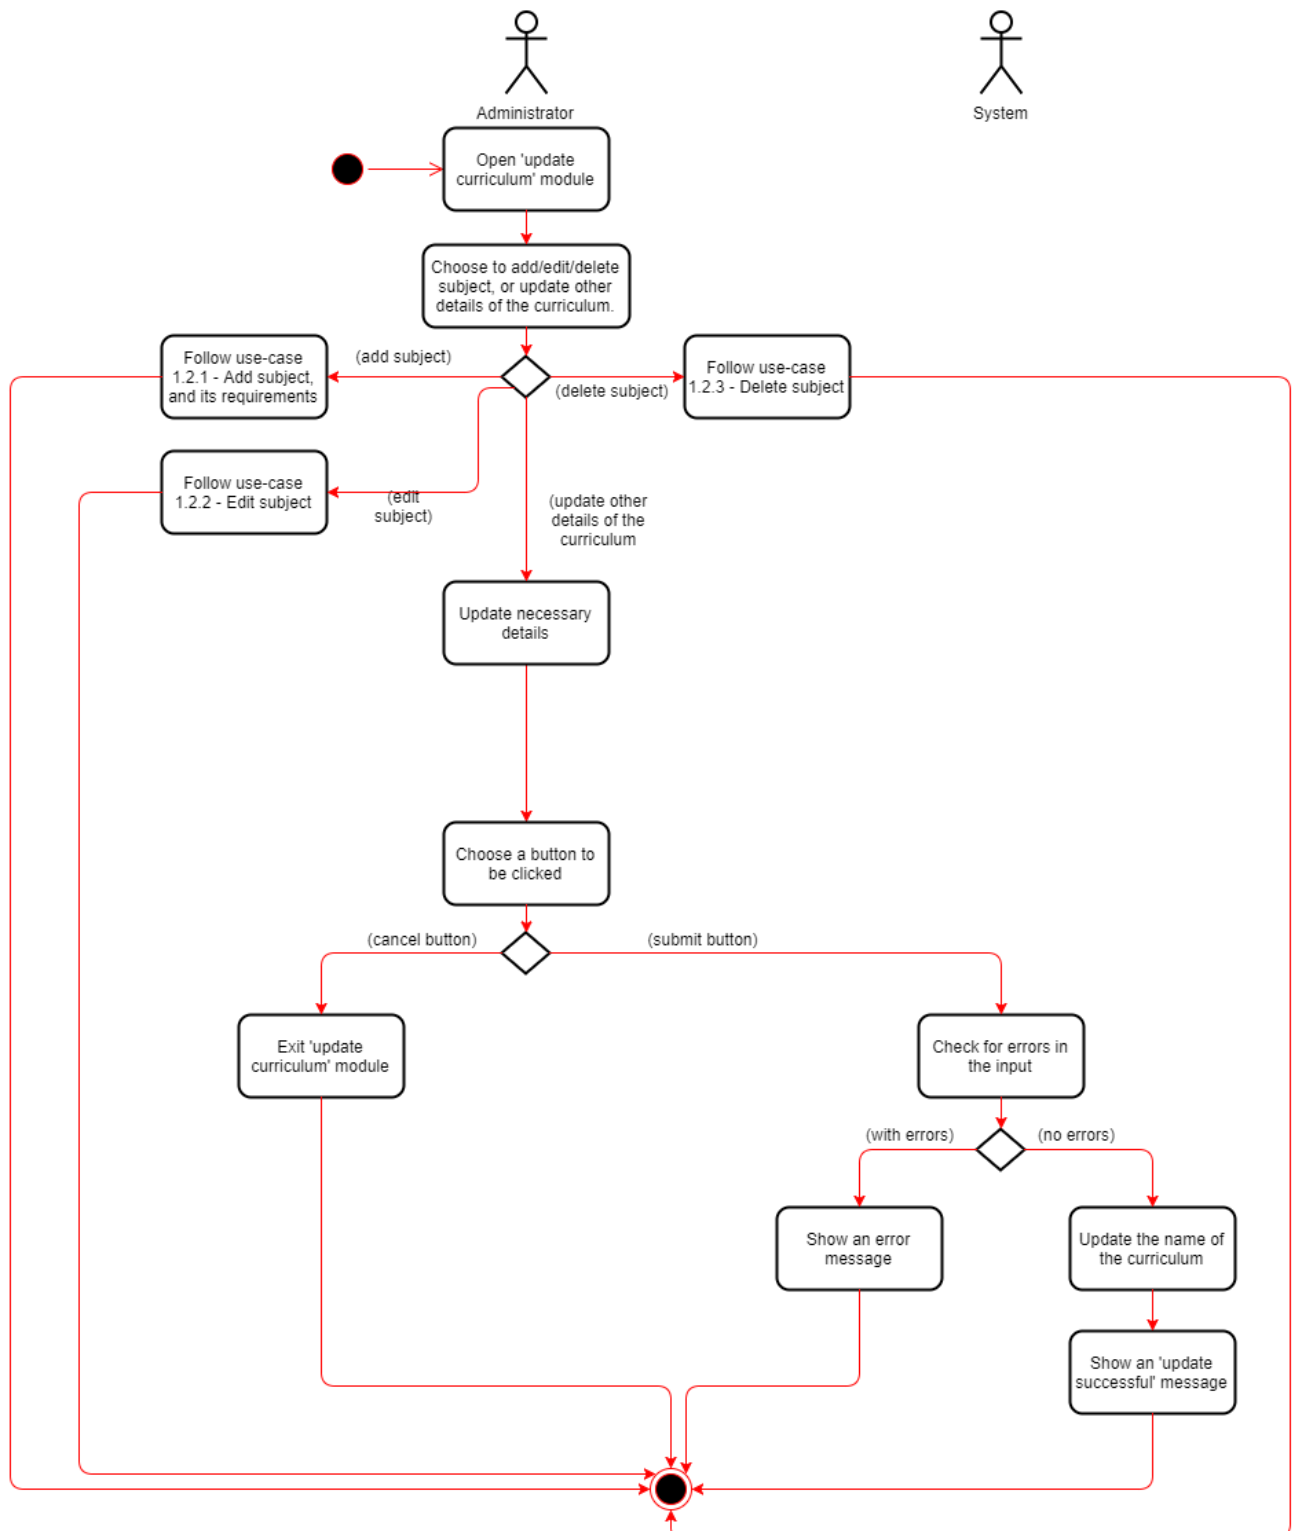 Administrator
System
Open 'update
curriculum' module
Choose to add/edit/delete
subject, or update other
details of the curriculum.
Follow use-case
1.2.1 - Add subject,
and its requirements
(add subject)
(delete subject)
Follow use-case
1.2.3 - Delete subject
Follow use-case
1.2.2 - Edit subject
(edit
subject)
(update other
details of the
curriculum
Update necessary
details
Choose a button to
be clicked
(cancel button)
(submit button)
Exit 'update
curriculum' module
Check for errors in
the input
(with errors)
(no errors)
Show an error
message
Update the name of
the curriculum
Show an 'update
successful' message